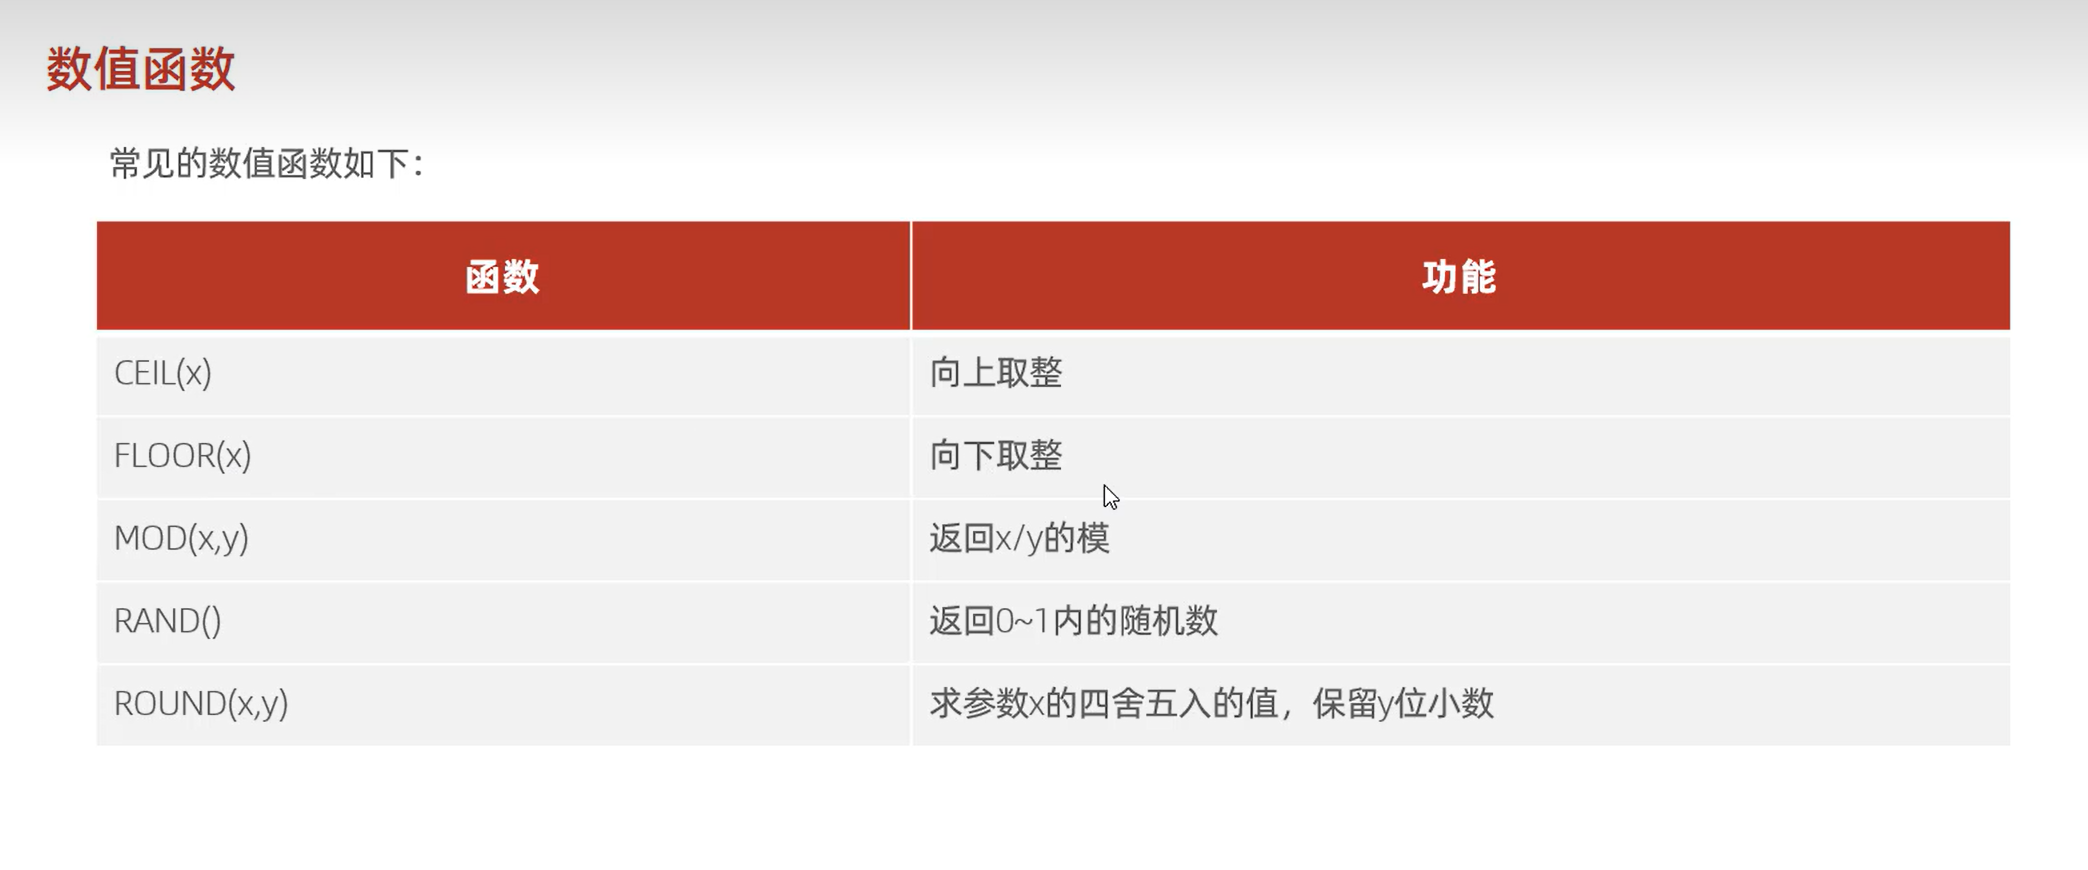 数值函数
常见的数值函数如下：
函数 功能
CEIL(x) 向上取整
FLOOR(x) 向下取整
MOD(x,y) 返回x/y的模
RAND() 返回0~1内的随机数
ROUND(x,y) 求参数x的四舍五入的值，保留y位小数